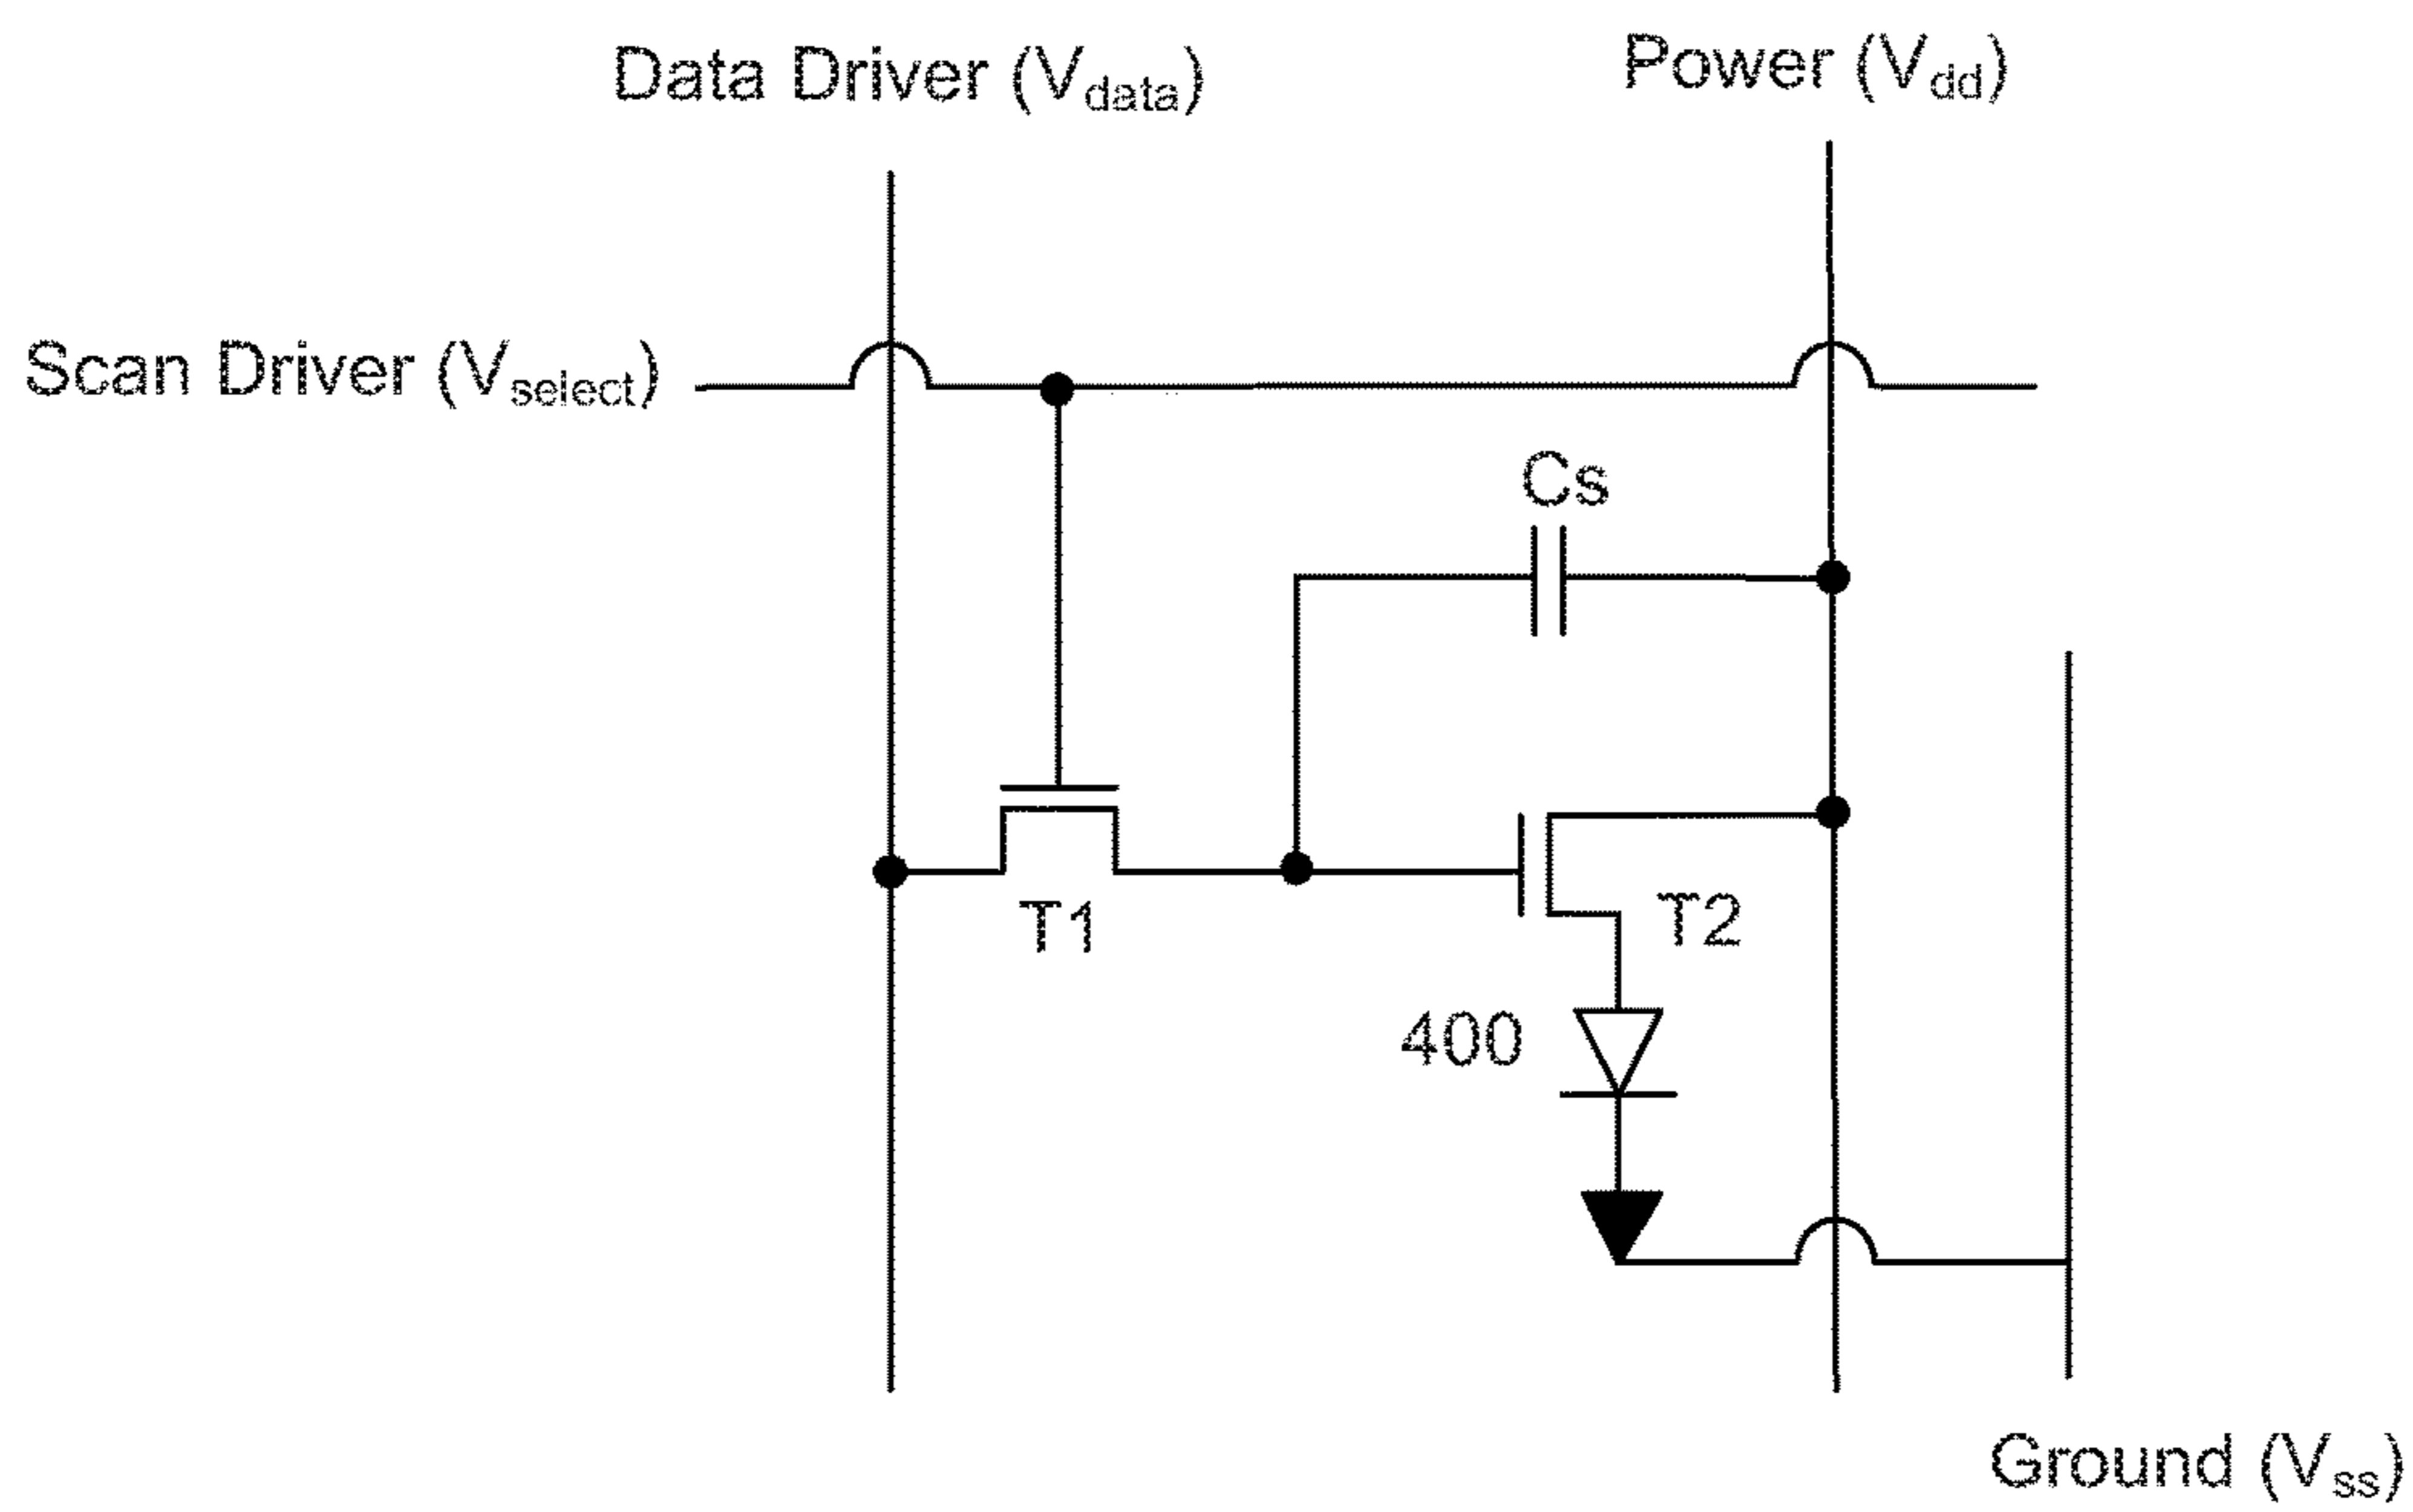 Power (Vdd)
Data Driver (Vdata)
Scan Driver (Vselect)
Cs
T1
T2
400
Ground (Vss)